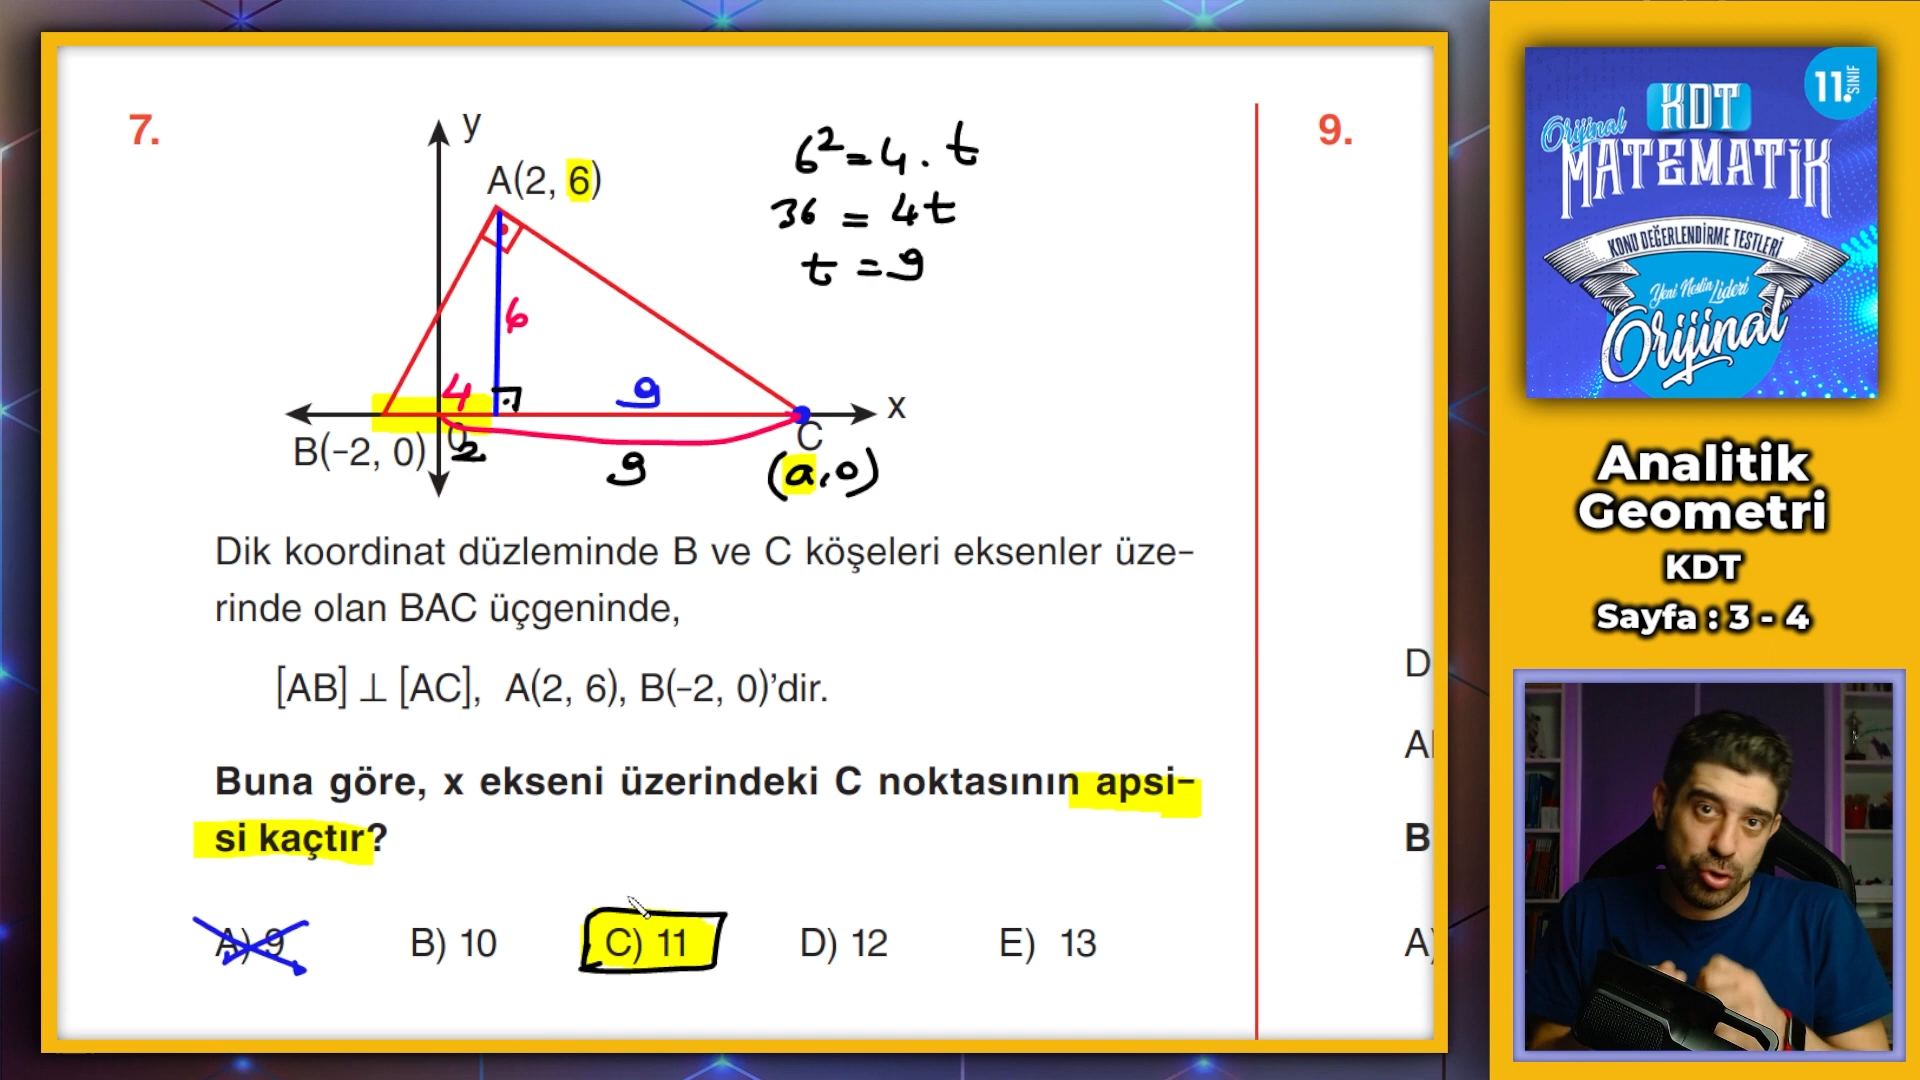 7.
y
A(2, 6)
6² = 4 . t
36 = 4t
t = 9
6
4
9
x
B(-2, 0)
0
2
9
C
(a, 0)
Dik koordinat düzleminde B ve C köşeleri eksenler üze-
rinde olan BAC üçgeninde,
[AB] ⊥ [AC], A(2, 6), B(-2, 0)'dir.
Buna göre, x ekseni üzerindeki C noktasının apsi-
si kaçtır?
A) 9 B) 10 C) 11 D) 12 E) 13
9.
D
B
A)
11. SINIF
Orijinal KDT
MATEMATİK
KONU DEĞERLENDİRME TESTLERİ
Yeni Neslin Lideri
Orijinal
Analitik
Geometri
KDT
Sayfa : 3 - 4